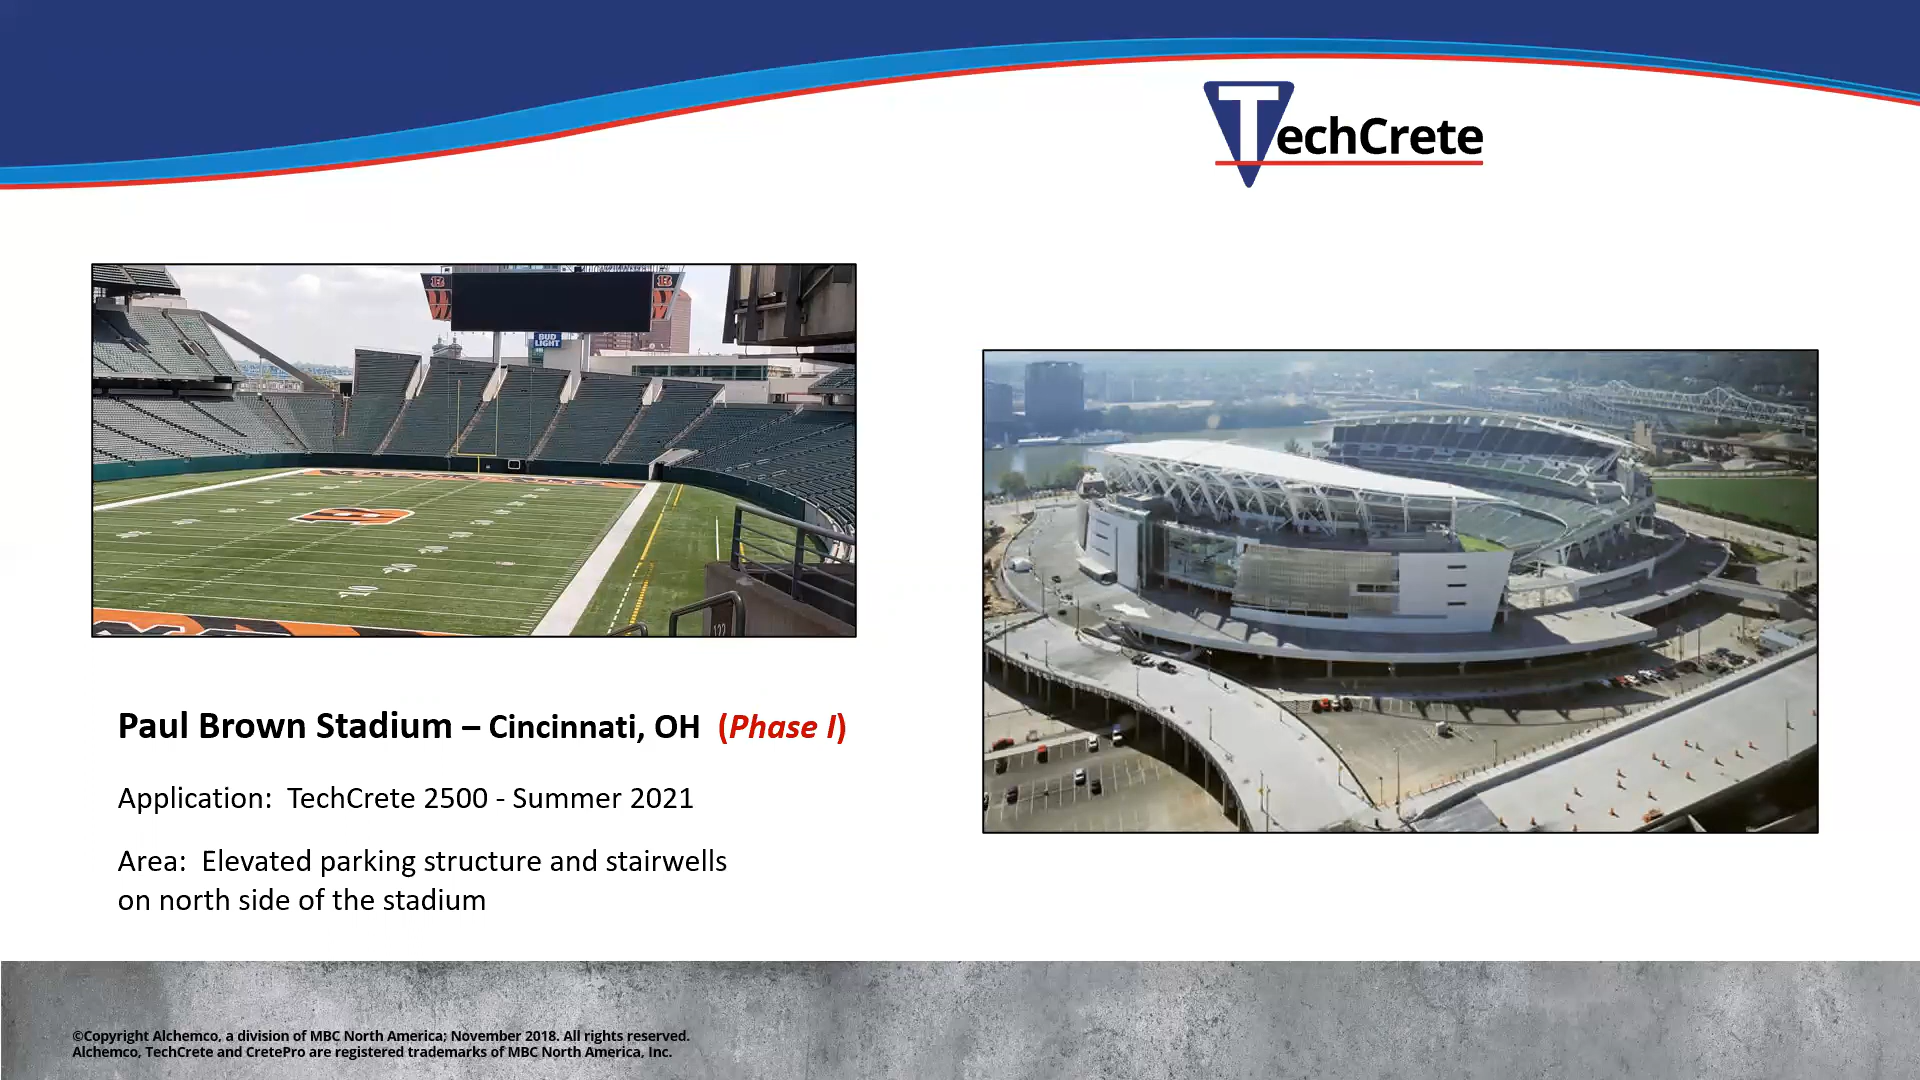 TechCrete
BUD
LIGHT
Paul Brown Stadium – Cincinnati, OH (Phase I)
Application: TechCrete 2500 - Summer 2021
Area: Elevated parking structure and stairwells
on north side of the stadium
©Copyright Alchemco, a division of MBC North America; November 2018. All rights reserved.
Alchemco, TechCrete and CretePro are registered trademarks of MBC North America, Inc.